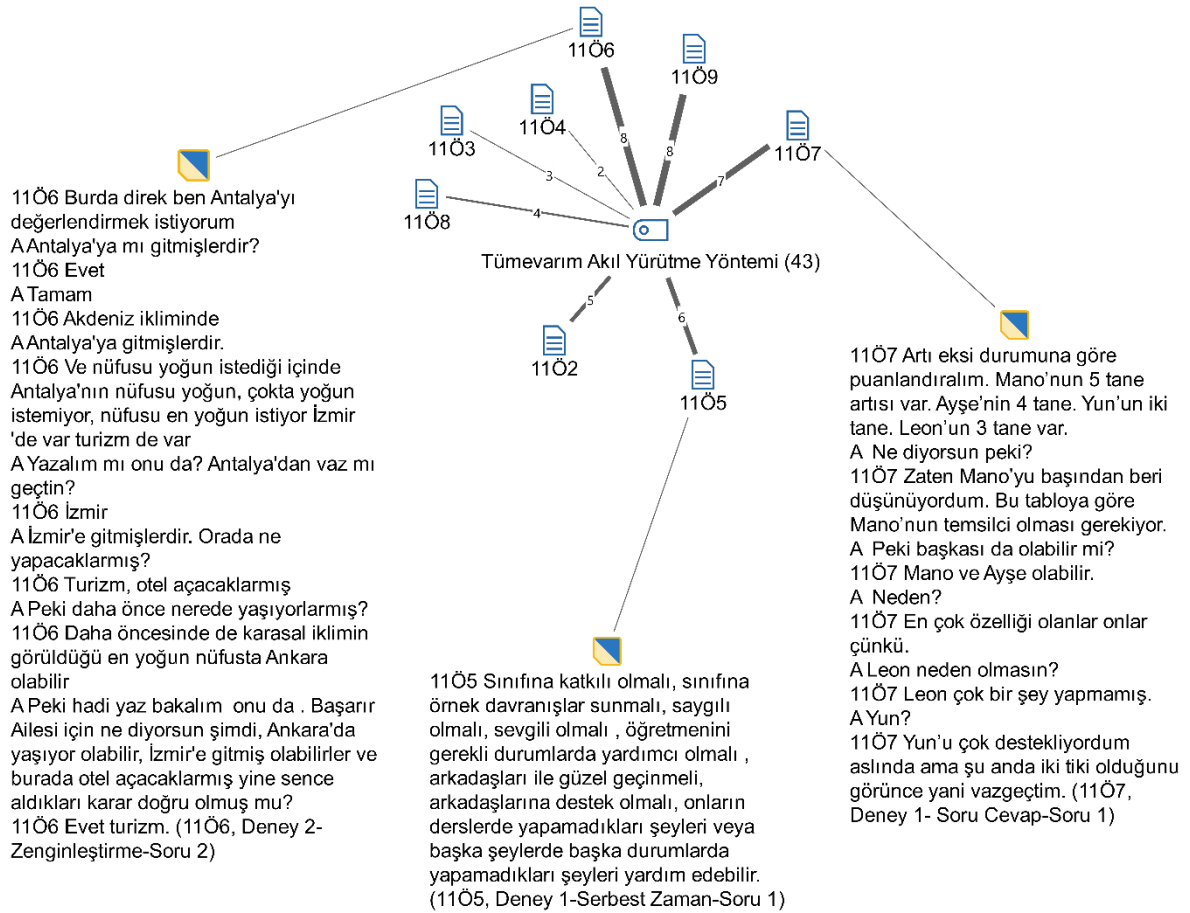 11Ö6
11Ö9
11Ö4
11Ö3
11Ö7
11Ö8
8
8
7
2
3
4
Tümevarım Akıl Yürütme Yöntemi (43)
5
6
11Ö2
11Ö5
11Ö6 Burda direk ben Antalya'yı
değerlendirmek istiyorum
A Antalya'ya mı gitmişlerdir?
11Ö6 Evet
A Tamam
11Ö6 Akdeniz ikliminde
A Antalya'ya gitmişlerdir.
11Ö6 Ve nüfusu yoğun istediği içinde
Antalya'nın nüfusu yoğun, çokta yoğun
istemiyor, nüfusu en yoğun istiyor İzmir
'de var turizm de var
A Yazalım mı onu da? Antalya'dan vaz mı
geçtin?
11Ö6 İzmir
A İzmir'e gitmişlerdir. Orada ne
yapacaklarmış?
11Ö6 Turizm, otel açacaklarmış
A Peki daha önce nerede yaşıyorlarmış?
11Ö6 Daha öncesinde de karasal iklimin
görüldüğü en yoğun nüfusta Ankara
olabilir
A Peki hadi yaz bakalım onu da . Başarır
Ailesi için ne diyorsun şimdi, Ankara'da
yaşıyor olabilir, İzmir'e gitmiş olabilirler ve
burada otel açacaklarmış yine sence
aldıkları karar doğru olmuş mu?
11Ö6 Evet turizm. (11Ö6, Deney 2-
Zenginleştirme-Soru 2)
11Ö5 Sınıfına katkılı olmalı, sınıfına
örnek davranışlar sunmalı, saygılı
olmalı, sevgili olmalı , öğretmenini
gerekli durumlarda yardımcı olmalı ,
arkadaşları ile güzel geçinmeli,
arkadaşlarına destek olmalı, onların
derslerde yapamadıkları şeyleri veya
başka şeylerde başka durumlarda
yapamadıkları şeyleri yardım edebilir.
(11Ö5, Deney 1-Serbest Zaman-Soru 1)
11Ö7 Artı eksi durumuna göre
puanlandıralım. Mano’nun 5 tane
artısı var. Ayşe’nin 4 tane. Yun’un iki
tane. Leon’un 3 tane var.
A Ne diyorsun peki?
11Ö7 Zaten Mano’yu başından beri
düşünüyordum. Bu tabloya göre
Mano’nun temsilci olması gerekiyor.
A Peki başkası da olabilir mi?
11Ö7 Mano ve Ayşe olabilir.
A Neden?
11Ö7 En çok özelliği olanlar onlar
çünkü.
A Leon neden olmasın?
11Ö7 Leon çok bir şey yapmamış.
A Yun?
11Ö7 Yun’u çok destekliyordum
aslında ama şu anda iki tiki olduğunu
görünce yani vazgeçtim. (11Ö7,
Deney 1- Soru Cevap-Soru 1)